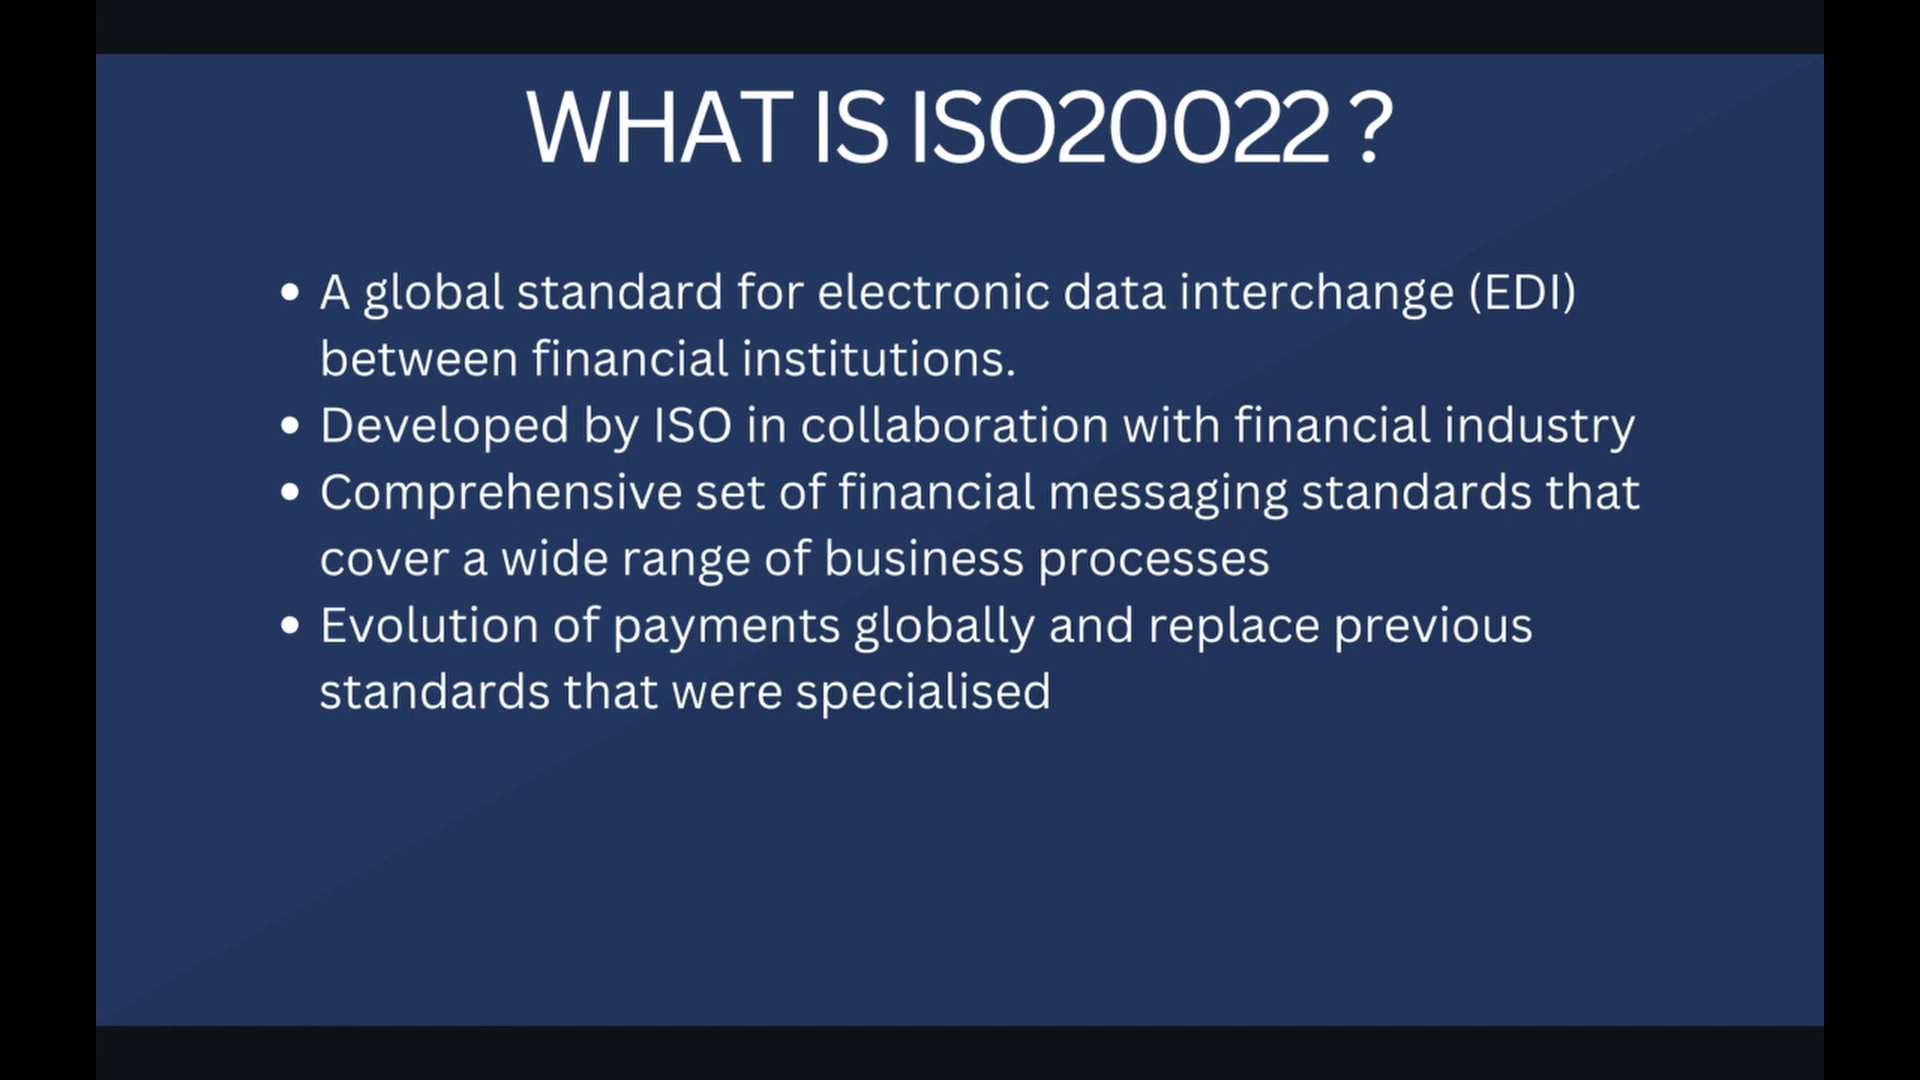 WHAT IS ISO20022 ?
• A global standard for electronic data interchange (EDI)
between financial institutions.
• Developed by ISO in collaboration with financial industry
• Comprehensive set of financial messaging standards that
cover a wide range of business processes
• Evolution of payments globally and replace previous
standards that were specialised